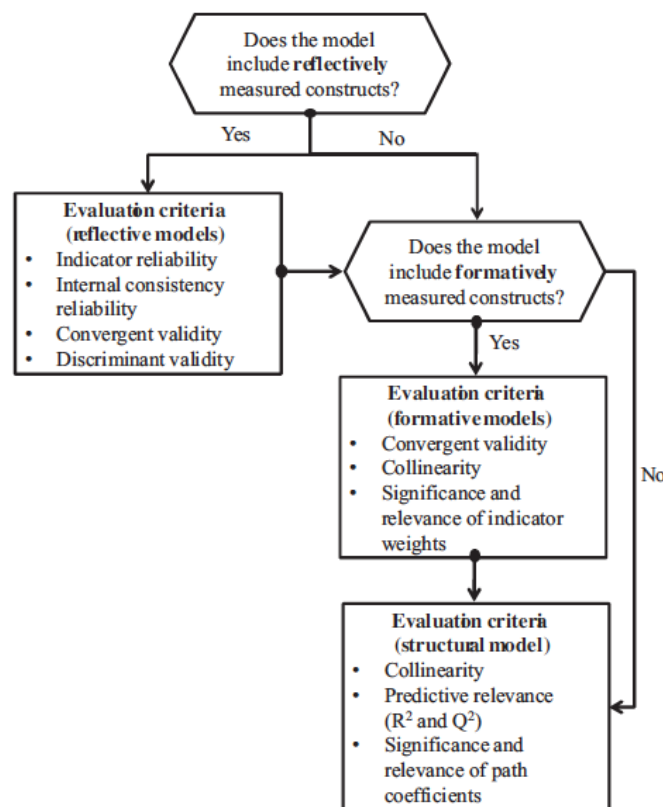 Does the model
include reflectively
measured constructs?
Yes
No
Evaluation criteria
(reflective models)
• Indicator reliability
• Internal consistency
reliability
• Convergent validity
• Discriminant validity
Does the model
include formatively
measured constructs?
Yes
No
Evaluation criteria
(formative models)
• Convergent validity
• Collinearity
• Significance and
relevance of indicator
weights
Evaluation criteria
(structural model)
• Collinearity
• Predictive relevance
(R² and Q²)
• Significance and
relevance of path
coefficients